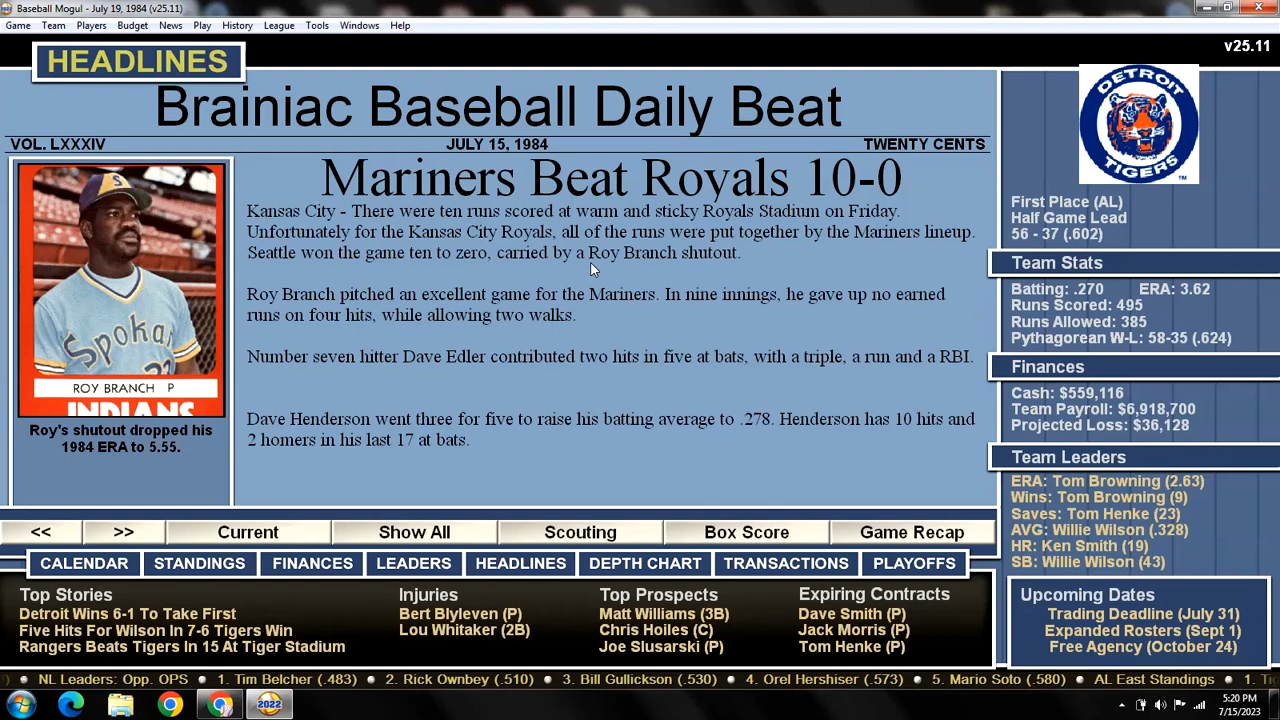 Baseball Mogul - July 19, 1984 (v25.11)
Game Team Players Budget News Play History League Tools Windows Help
HEADLINES
v25.11
Brainiac Baseball Daily Beat
VOL. LXXXIV JULY 15, 1984 TWENTY CENTS
Mariners Beat Royals 10-0
Kansas City - There were ten runs scored at warm and sticky Royals Stadium on Friday.
Unfortunately for the Kansas City Royals, all of the runs were put together by the Mariners lineup.
Seattle won the game ten to zero, carried by a Roy Branch shutout.
Roy Branch pitched an excellent game for the Mariners. In nine innings, he gave up no earned
runs on four hits, while allowing two walks.
Number seven hitter Dave Edler contributed two hits in five at bats, with a triple, a run and a RBI.
Dave Henderson went three for five to raise his batting average to .278. Henderson has 10 hits and
2 homers in his last 17 at bats.
S
Spokan
ROY BRANCH P
INDIANS
Roy's shutout dropped his
1984 ERA to 5.55.
DETROIT
TIGERS
TM
First Place (AL)
Half Game Lead
56 - 37 (.602)
Team Stats
Batting: .270 ERA: 3.62
Runs Scored: 495
Runs Allowed: 385
Pythagorean W-L: 58-35 (.624)
Finances
Cash: $559,116
Team Payroll: $6,918,700
Projected Loss: $36,128
Team Leaders
ERA: Tom Browning (2.63)
Wins: Tom Browning (9)
Saves: Tom Henke (23)
AVG: Willie Wilson (.328)
HR: Ken Smith (19)
SB: Willie Wilson (43)
<< >> Current Show All Scouting Box Score Game Recap
CALENDAR STANDINGS FINANCES LEADERS HEADLINES DEPTH CHART TRANSACTIONS PLAYOFFS
Top Stories
Detroit Wins 6-1 To Take First
Five Hits For Wilson In 7-6 Tigers Win
Rangers Beats Tigers In 15 At Tiger Stadium
Injuries
Bert Blyleven (P)
Lou Whitaker (2B)
Top Prospects
Matt Williams (3B)
Chris Hoiles (C)
Joe Slusarski (P)
Expiring Contracts
Dave Smith (P)
Jack Morris (P)
Tom Henke (P)
Upcoming Dates
Trading Deadline (July 31)
Expanded Rosters (Sept 1)
Free Agency (October 24)
NL Leaders: Opp. OPS 1. Tim Belcher (.483) 2. Rick Ownbey (.510) 3. Bill Gullickson (.530) 4. Orel Hershiser (.573) 5. Mario Soto (.580) AL East Standings
2022
5:20 PM
7/15/2023